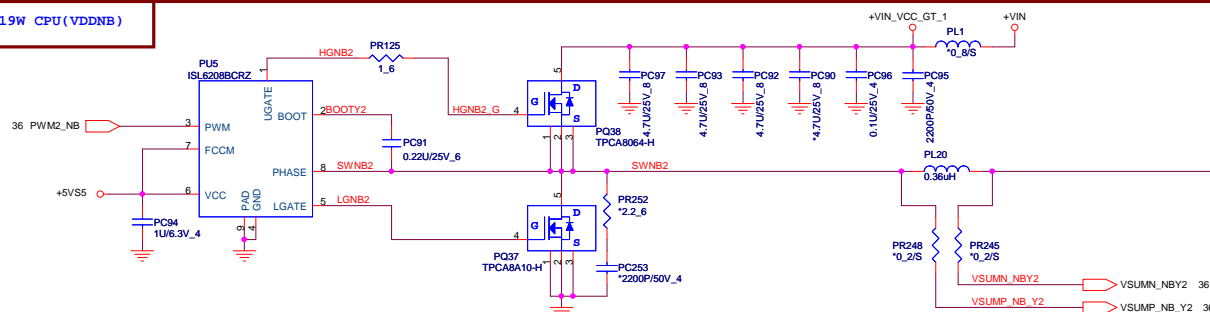 19W CPU(VDDNB)
+VIN_VCC_GT_1
+VIN
PL1
*0_8/S
HGNB2
PR125
1_6
PU5
ISL6208BCRZ
1
UGATE
BOOT
2
BOOTY2
36 PWM2_NB
3
PWM
7
FCCM
PHASE
8
SWNB2
+5VS5
6
VCC
LGATE
5
LGNB2
PAD
GND
9
4
PC94
1U/6.3V_4
PC91
0.22U/25V_6
HGNB2_G
4
5
G
D
S
1
2
3
PQ38
TPCA8064-H
PC97
4.7U/25V_8
PC93
4.7U/25V_8
PC92
4.7U/25V_8
PC90
*4.7U/25V_8
PC96
0.1U/25V_4
PC95
2200P/50V_4
SWNB2
PL20
0.36uH
5
4
G
D
S
1
2
3
PQ37
TPCA8A10-H
PR252
*2.2_6
PC253
*2200P/50V_4
PR248
*0_2/S
PR245
*0_2/S
VSUMN_NBY2
VSUMN_NBY2 36
VSUMP_NB_Y2
VSUMP_NB_Y2 36